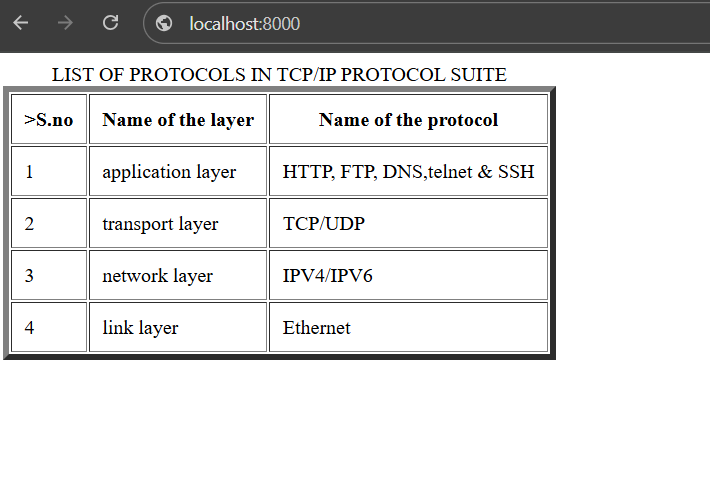 localhost:8000
LIST OF PROTOCOLS IN TCP/IP PROTOCOL SUITE
>S.no Name of the layer Name of the protocol
1 application layer HTTP, FTP, DNS,telnet & SSH
2 transport layer TCP/UDP
3 network layer IPV4/IPV6
4 link layer Ethernet